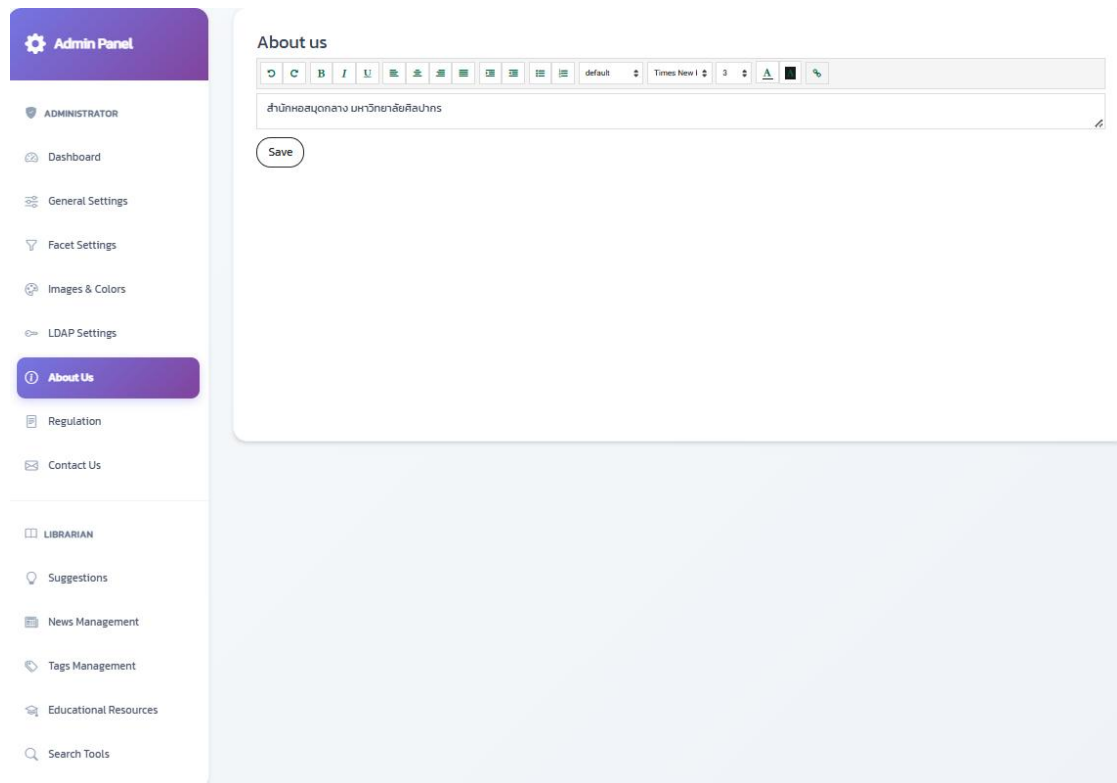 Admin Panel
ADMINISTRATOR
Dashboard
General Settings
Facet Settings
Images & Colors
LDAP Settings
About Us
Regulation
Contact Us
LIBRARIAN
Suggestions
News Management
Tags Management
Educational Resources
Search Tools
About us
B I U default Times New 3 A A
สำนักหอสมุดกลาง มหาวิทยาลัยศิลปากร
Save